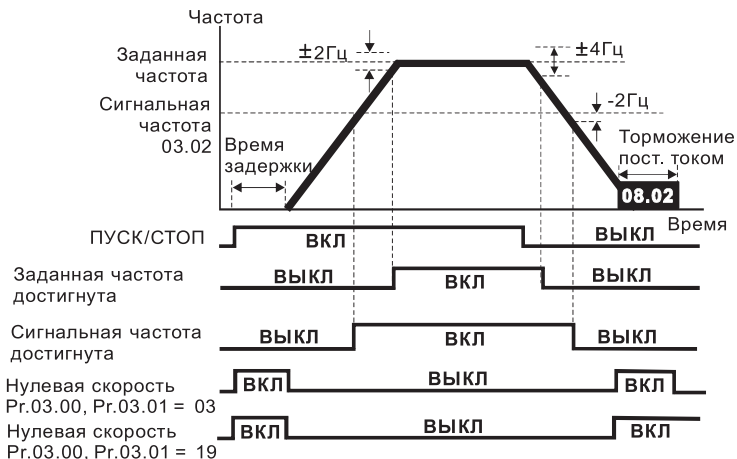 Частота
Заданная
частота
±2Гц
±4Гц
Сигнальная
частота
03.02
-2Гц
Время
задержки
Торможение
пост. током
08.02
Время
ПУСК/СТОП
ВКЛ
ВЫКЛ
Заданная частота
достигнута
ВЫКЛ
ВКЛ
ВЫКЛ
Сигнальная частота
достигнута
ВЫКЛ
ВКЛ
ВЫКЛ
Нулевая скорость
Pr.03.00, Pr.03.01 = 03
ВКЛ
ВЫКЛ
ВКЛ
Нулевая скорость
Pr.03.00, Pr.03.01 = 19
ВКЛ
ВЫКЛ
ВКЛ